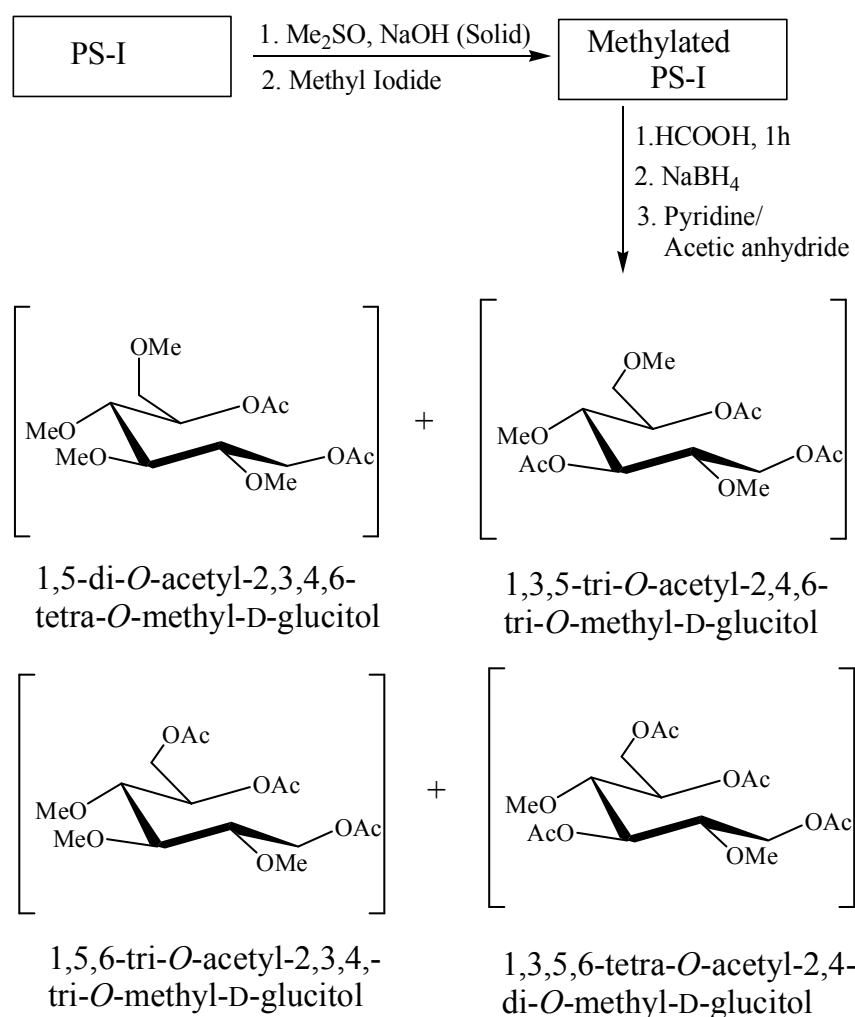 PS-I
1. Me₂SO, NaOH (Solid)
2. Methyl Iodide
Methylated
PS-I
1.HCOOH, 1h
2. NaBH₄
3. Pyridine/
Acetic anhydride
OMe
OAc
MeO
MeO
OMe
OAc
+
OMe
OAc
MeO
AcO
OMe
OAc
1,5-di-O-acetyl-2,3,4,6-
tetra-O-methyl-D-glucitol
1,3,5-tri-O-acetyl-2,4,6-
tri-O-methyl-D-glucitol
OAc
OAc
MeO
MeO
OMe
OAc
+
OAc
OAc
MeO
AcO
OMe
OAc
1,5,6-tri-O-acetyl-2,3,4,-
tri-O-methyl-D-glucitol
1,3,5,6-tetra-O-acetyl-2,4-
di-O-methyl-D-glucitol